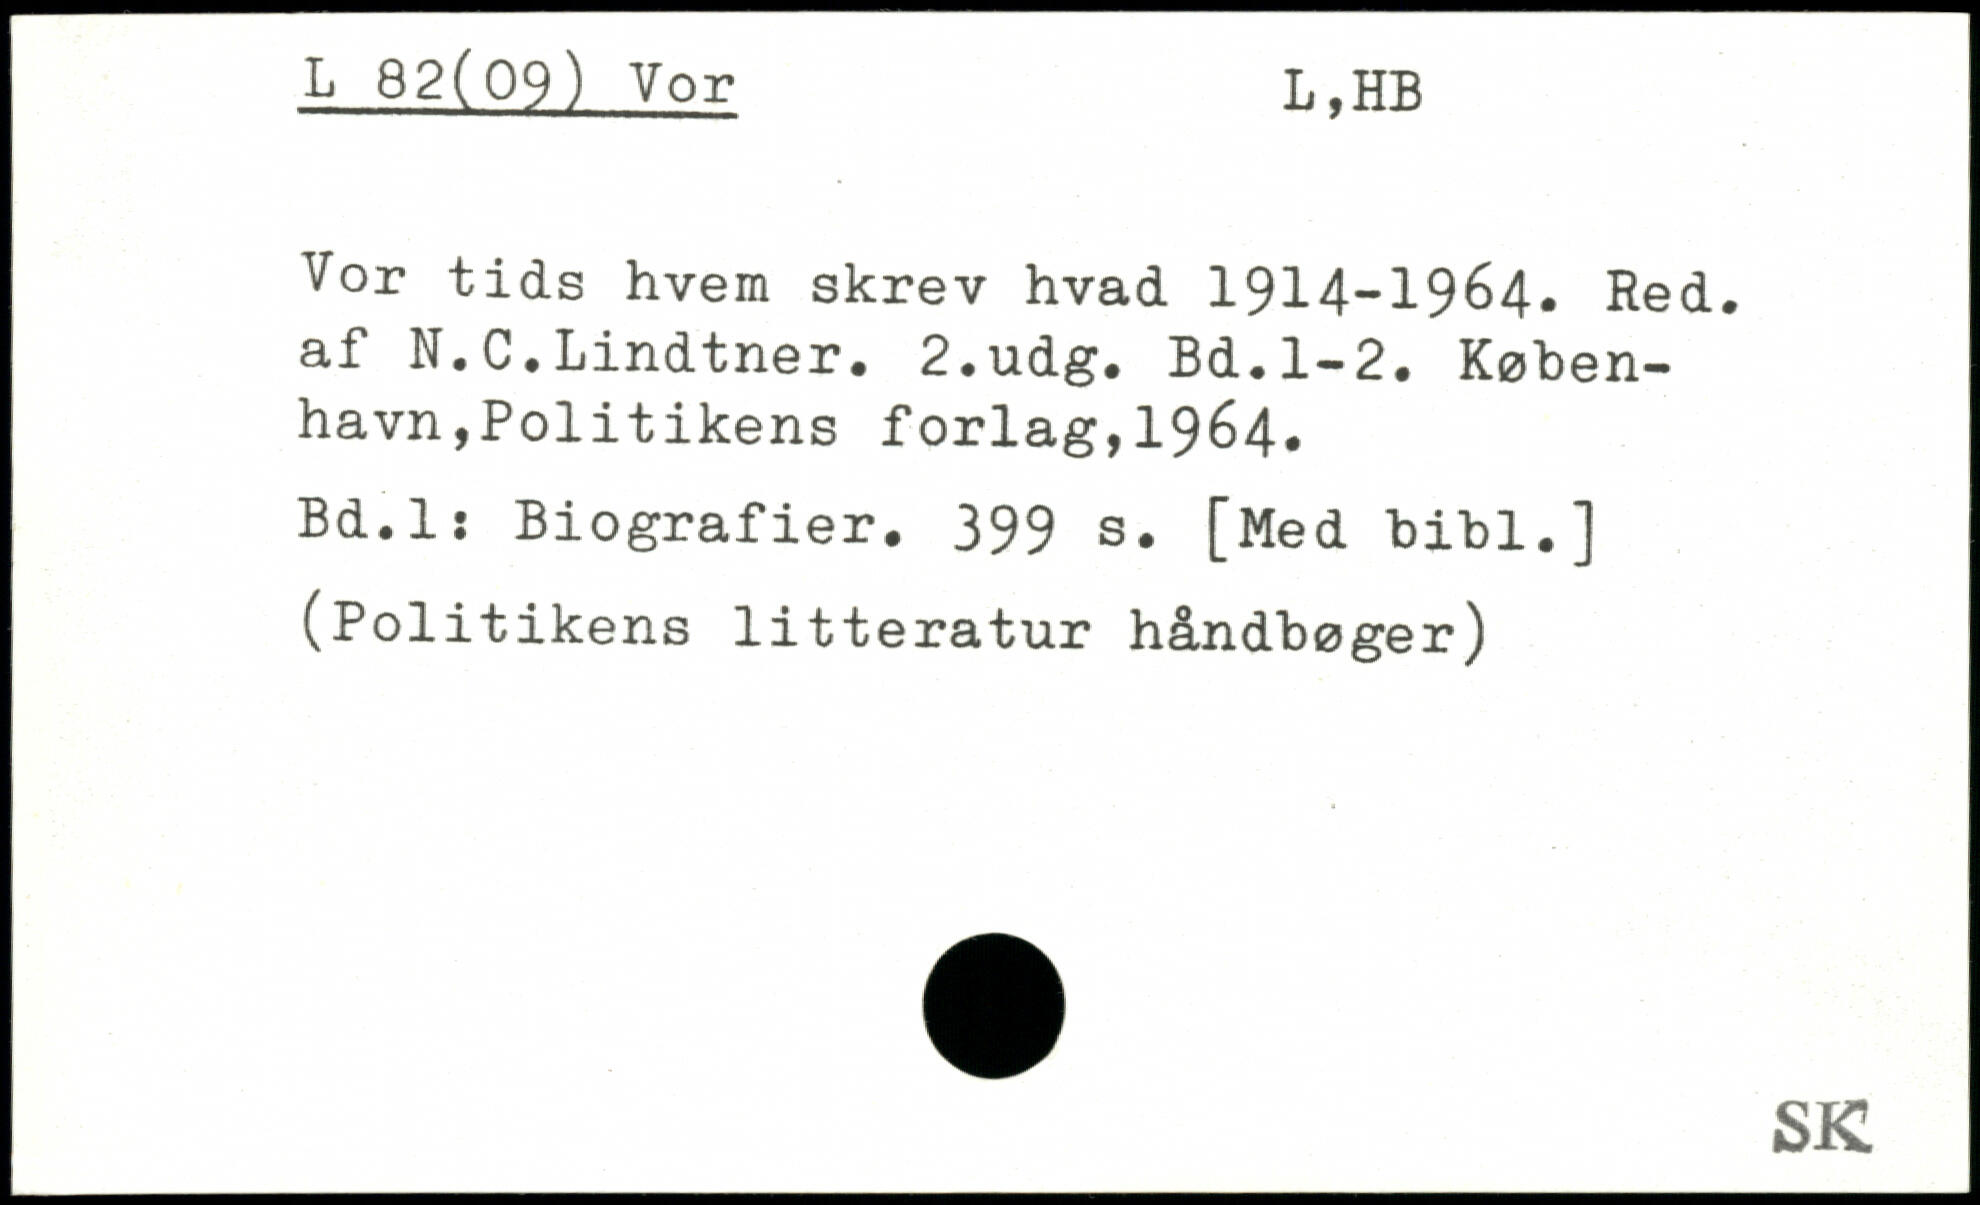 L 82(09) Vor
L,HB
Vor tids hvem skrev hvad 1914-1964. Red.
af N.C.Lindtner. 2.udg. Bd.1-2. Køben-
havn,Politikens forlag,1964.
Bd.1: Biografier. 399 s. [Med bibl.]
(Politikens litteratur håndbøger)
SK